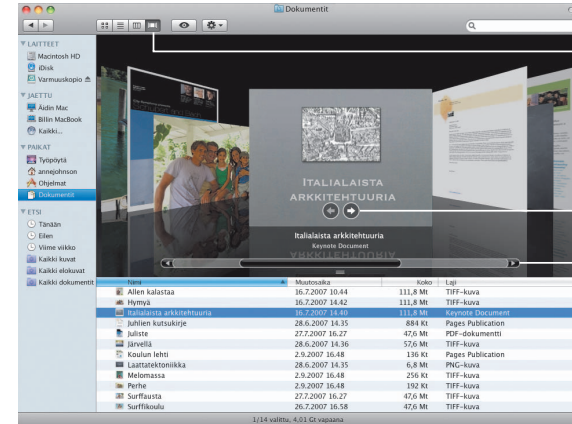 Dokumentit
LAITTEET
Macintosh HD
iDisk
Varmuuskopio
JAETTU
Äidin Mac
Billin MacBook
Kaikki...
PAIKAT
Työpöytä
annejohnson
Ohjelmat
Dokumentit
ETSI
Tänään
Eilen
Viime viikko
Kaikki kuvat
Kaikki elokuvat
Kaikki dokumentit
ITALIALAISTA
ARKKITEHTUURIA
Italialaista arkkitehtuuria
Keynote Document
Nimi Muutosaika Koko Laji
Allen kalastaa 16.7.2007 10.44 111,8 Mt TIFF-kuva
Hymyä 16.7.2007 14.42 111,8 Mt TIFF-kuva
Italialaista arkkitehtuuria 16.7.2007 14.40 111,8 Mt Keynote Document
Juhlien kutsukirje 28.6.2007 14.35 884 Kt Pages Publication
Juliste 27.7.2007 16.27 47,6 Mt PDF-dokumentti
Järvellä 28.6.2007 14.36 57,6 Mt TIFF-kuva
Koulun lehti 2.9.2007 16.48 136 Kt Pages Publication
Laattatektoniikka 28.6.2007 14.35 6,8 Mt PNG-kuva
Melomassa 2.9.2007 16.48 256 Kt TIFF-kuva
Perhe 2.9.2007 16.48 192 Kt TIFF-kuva
Surffausta 27.7.2007 16.27 47,6 Mt TIFF-kuva
Surffikoulu 26.7.2007 16.58 47,6 Mt TIFF-kuva
1/14 valittu, 4,01 Gt vapaana